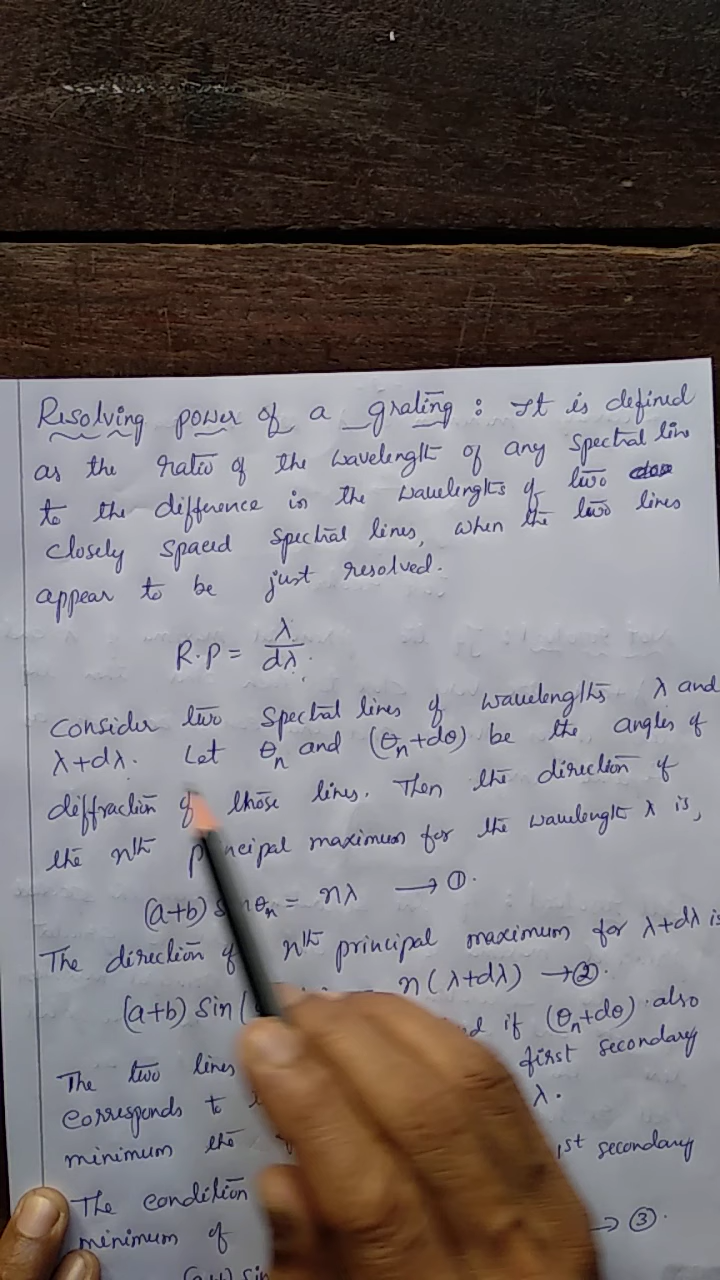 Resolving power of a grating : It is defined
as the ratio of the wavelength of any spectral line
to the difference in the wavelengths of two
closely spaced spectral lines, when the two lines
appear to be just resolved.
R.P = λ/dλ.
Consider two spectral lines of wavelengths λ and
λ+dλ. Let θn and (θn+dθ) be the angles of
diffraction of those lines. Then the direction of
the nth principal maximum for the wavelength λ is,
(a+b) sinθn = nλ → ①.
The direction of nth principal maximum for λ+dλ is
(a+b) Sin( n(λ+dλ) → ②.
The two lines if (θn+dθ) also
corresponds to first secondary
minimum the λ.
The condition 1st secondary
minimum of → ③.
(a+b) sin